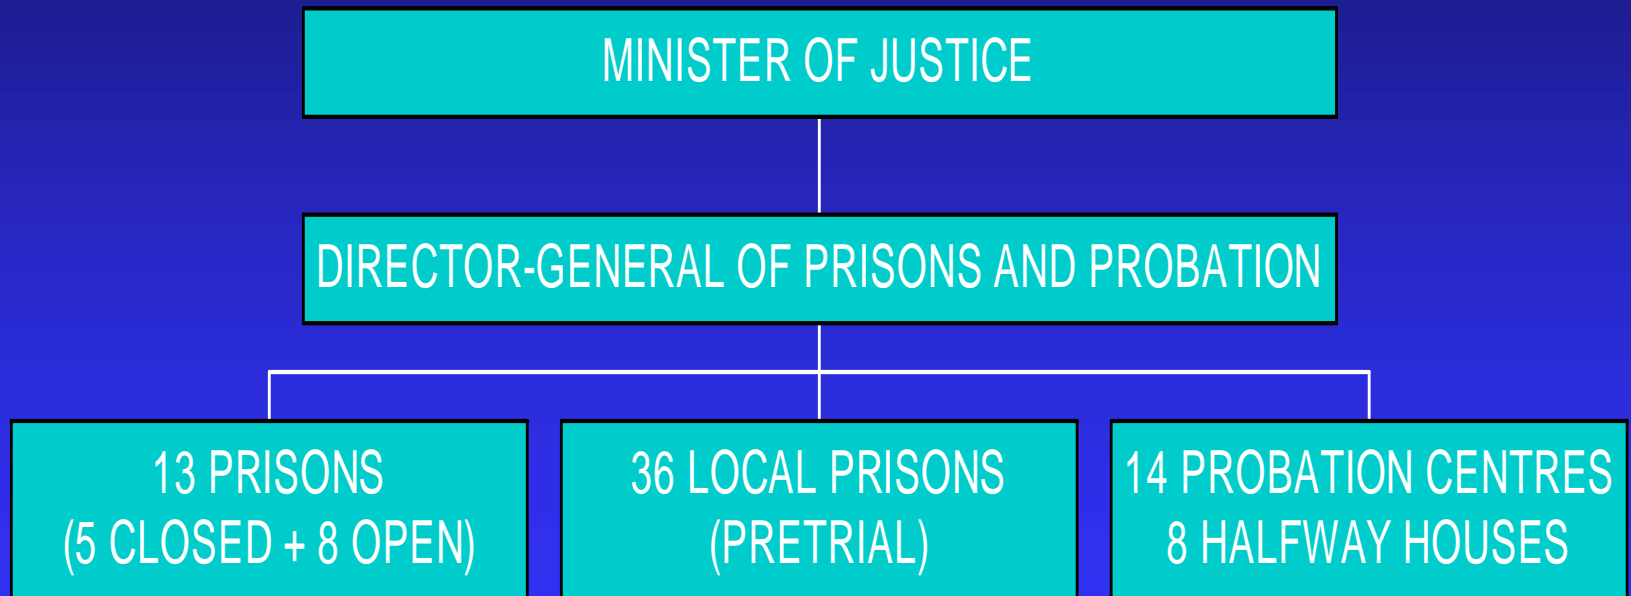 MINISTER OF JUSTICE
DIRECTOR-GENERAL OF PRISONS AND PROBATION
13 PRISONS
(5 CLOSED + 8 OPEN)
36 LOCAL PRISONS
(PRETRIAL)
14 PROBATION CENTRES
8 HALFWAY HOUSES